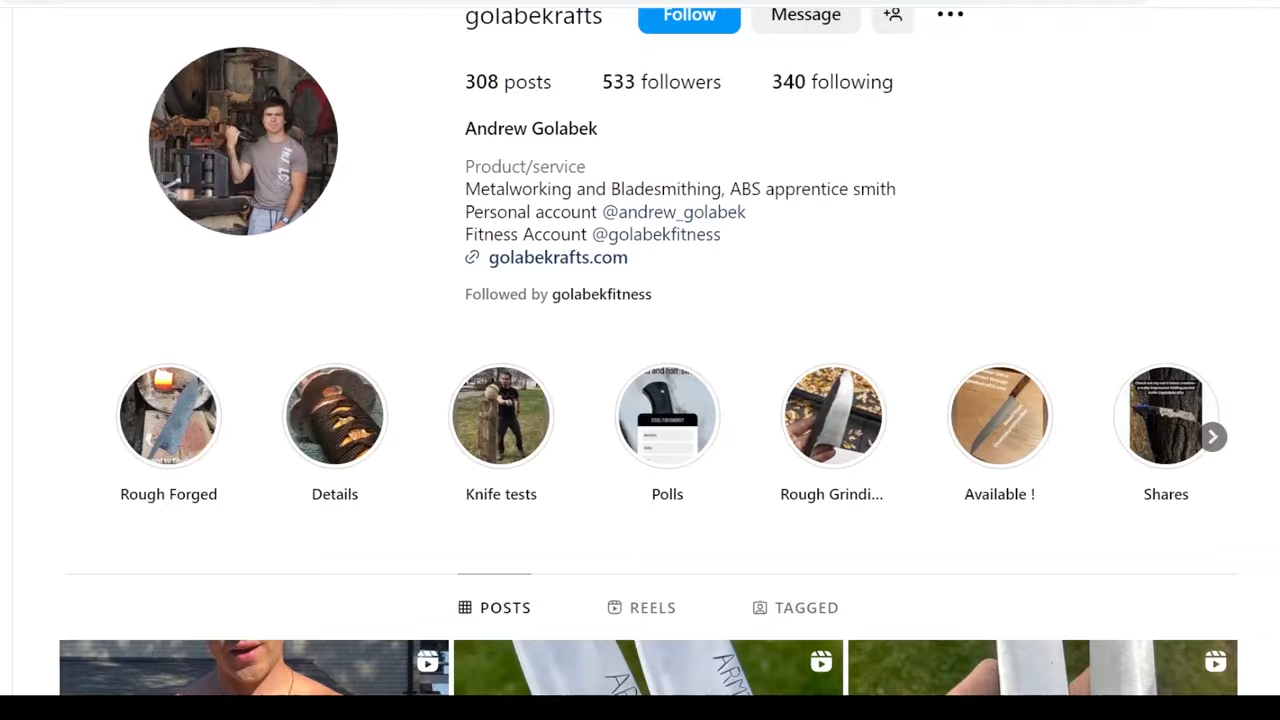 golabekrafts Follow Message
308 posts 533 followers 340 following
Andrew Golabek
Product/service
Metalworking and Bladesmithing, ABS apprentice smith
Personal account @andrew_golabek
Fitness Account @golabekfitness
golabekrafts.com
Followed by golabekfitness
Rough Forged Details Knife tests Polls Rough Grindi... Available ! Shares
POSTS REELS TAGGED